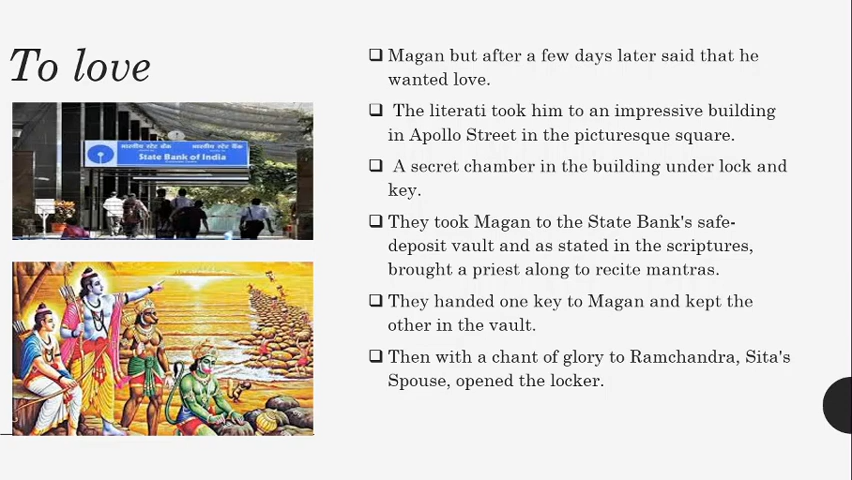 To love
भारतीय स्टेट बैंक
भारतीय स्टेट बैंक
State Bank of India
❑ Magan but after a few days later said that he
wanted love.
❑ The literati took him to an impressive building
in Apollo Street in the picturesque square.
❑ A secret chamber in the building under lock and
key.
❑ They took Magan to the State Bank's safe-
deposit vault and as stated in the scriptures,
brought a priest along to recite mantras.
❑ They handed one key to Magan and kept the
other in the vault.
❑ Then with a chant of glory to Ramchandra, Sita's
Spouse, opened the locker.